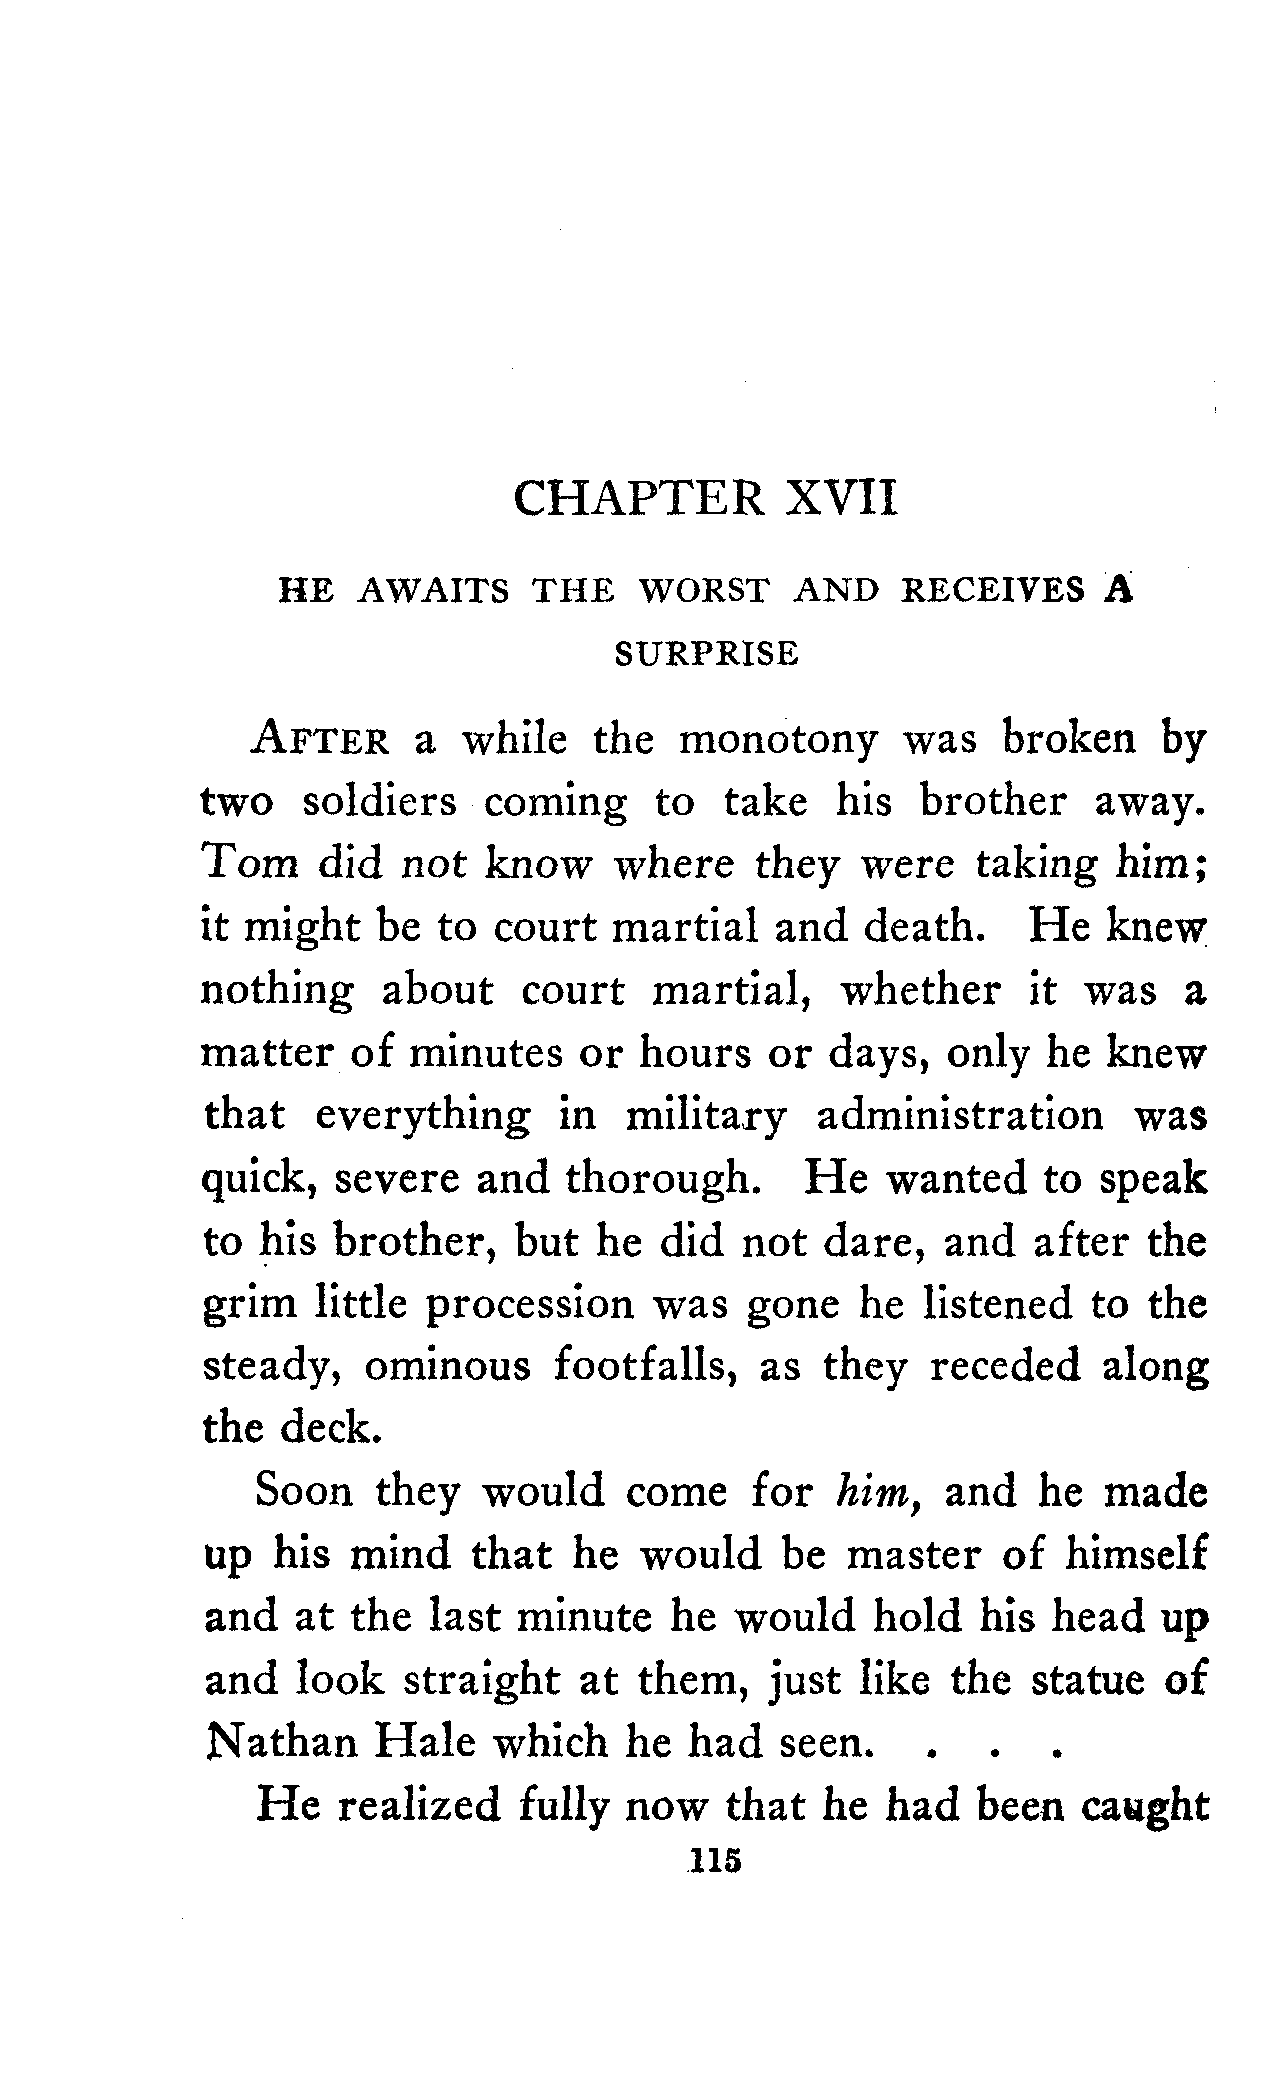 CHAPTER XVII
HE AWAITS THE WORST AND RECEIVES A
SURPRISE
AFTER a while the monotony was broken by
two soldiers coming to take his brother away.
Tom did not know where they were taking him;
it might be to court martial and death. He knew
nothing about court martial, whether it was a
matter of minutes or hours or days, only he knew
that everything in military administration was
quick, severe and thorough. He wanted to speak
to his brother, but he did not dare, and after the
grim little procession was gone he listened to the
steady, ominous footfalls, as they receded along
the deck.
Soon they would come for him, and he made
up his mind that he would be master of himself
and at the last minute he would hold his head up
and look straight at them, just like the statue of
Nathan Hale which he had seen. . . .
He realized fully now that he had been caught
115